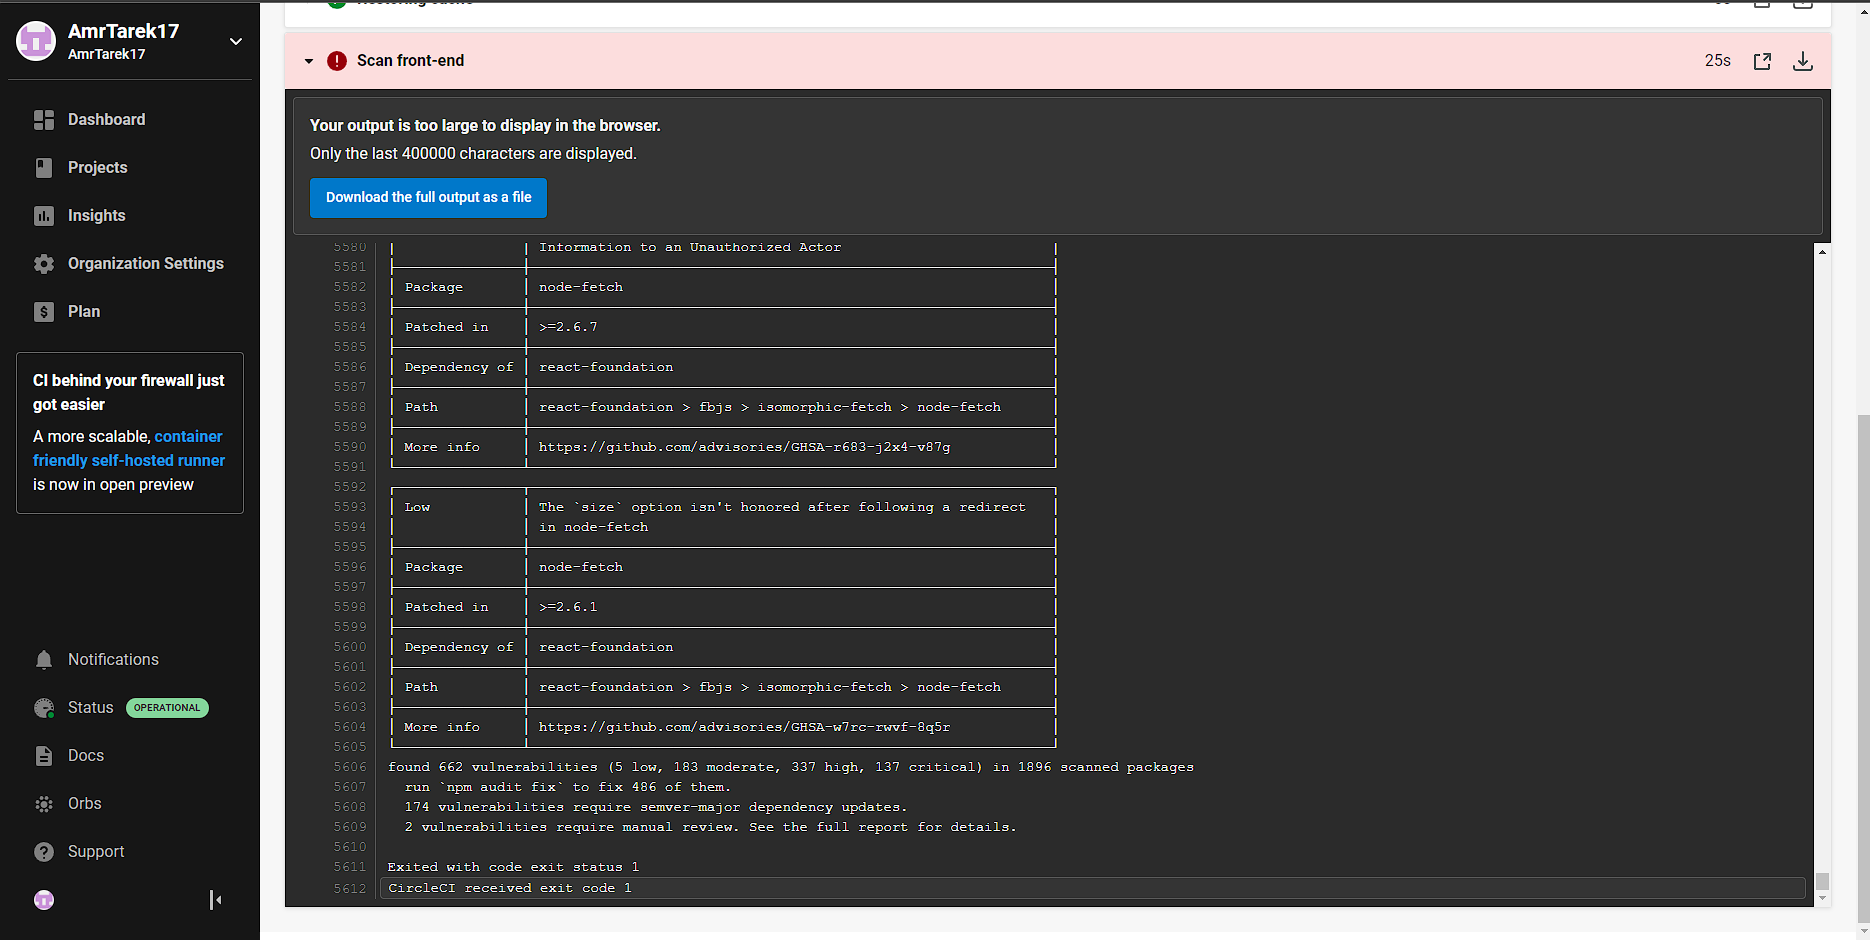 AmrTarek17
AmrTarek17
Dashboard
Projects
Insights
Organization Settings
Plan
CI behind your firewall just
got easier
A more scalable, container
friendly self-hosted runner
is now in open preview
Notifications
Status OPERATIONAL
Docs
Orbs
Support
Restoring cache
Scan front-end 25s
Your output is too large to display in the browser.
Only the last 400000 characters are displayed.
Download the full output as a file
5580 Information to an Unauthorized Actor
5581
5582 Package node-fetch
5583
5584 Patched in >=2.6.7
5585
5586 Dependency of react-foundation
5587
5588 Path react-foundation > fbjs > isomorphic-fetch > node-fetch
5589
5590 More info https://github.com/advisories/GHSA-r683-j2x4-v87g
5591
5592
5593 Low The `size` option isn't honored after following a redirect
5594 in node-fetch
5595
5596 Package node-fetch
5597
5598 Patched in >=2.6.1
5599
5600 Dependency of react-foundation
5601
5602 Path react-foundation > fbjs > isomorphic-fetch > node-fetch
5603
5604 More info https://github.com/advisories/GHSA-w7rc-rwvf-8q5r
5605
5606 found 662 vulnerabilities (5 low, 183 moderate, 337 high, 137 critical) in 1896 scanned packages
5607 run `npm audit fix` to fix 486 of them.
5608 174 vulnerabilities require semver-major dependency updates.
5609 2 vulnerabilities require manual review. See the full report for details.
5610
5611 Exited with code exit status 1
5612 CircleCI received exit code 1